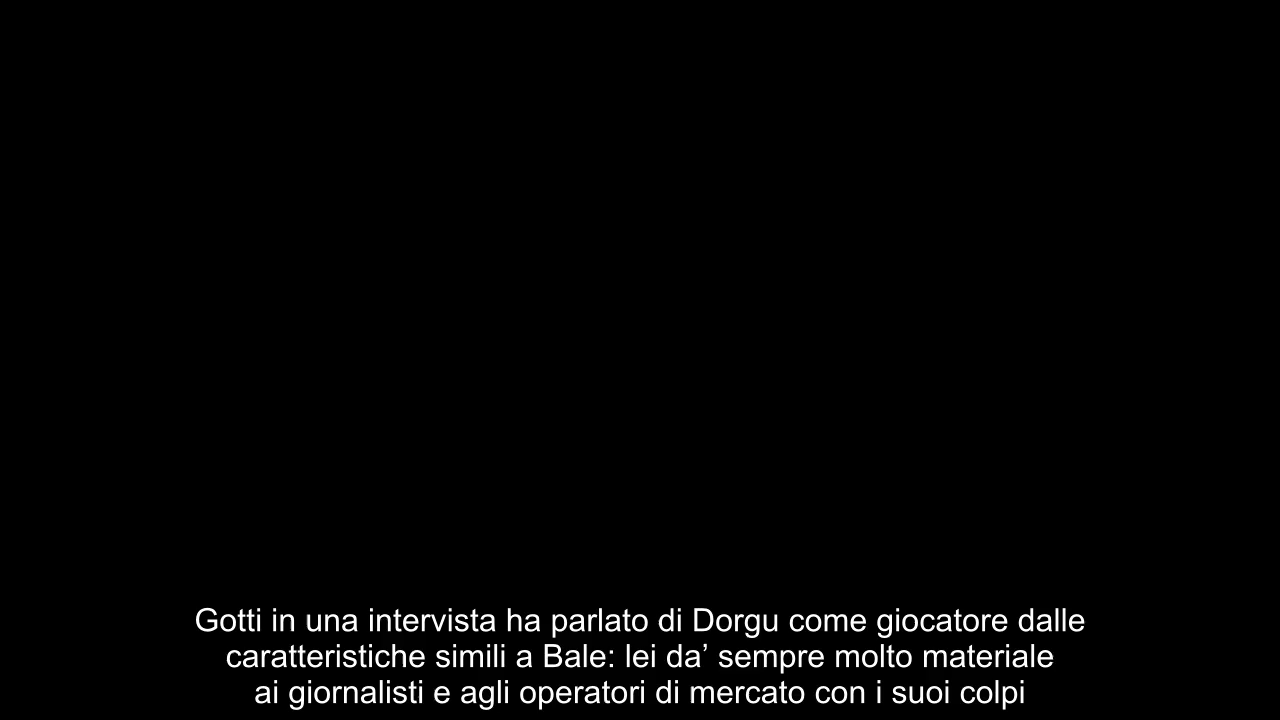 Gotti in una intervista ha parlato di Dorgu come giocatore dalle
caratteristiche simili a Bale: lei da’ sempre molto materiale
ai giornalisti e agli operatori di mercato con i suoi colpi